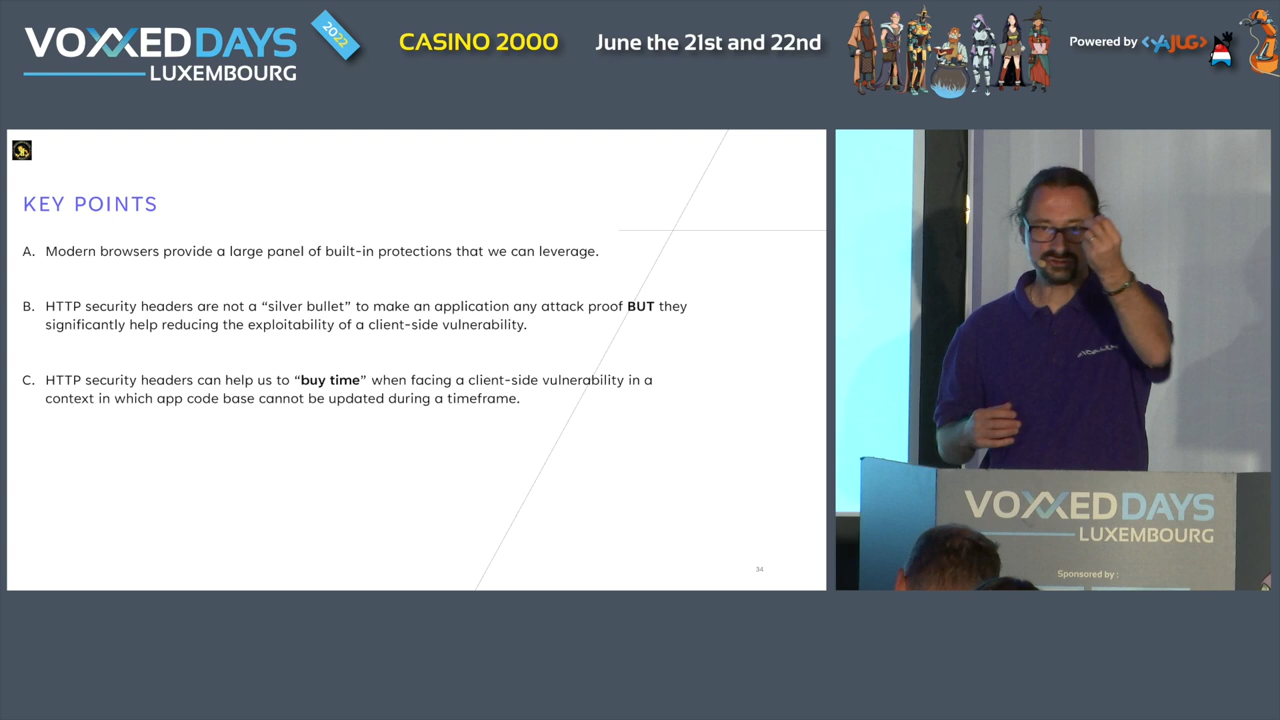 VOXXEDDAYS
LUXEMBOURG
2022
CASINO 2000
June the 21st and 22nd
Powered by <YAJUG>
KEY POINTS
A. Modern browsers provide a large panel of built-in protections that we can leverage.
B. HTTP security headers are not a “silver bullet” to make an application any attack proof BUT they
significantly help reducing the exploitability of a client-side vulnerability.
C. HTTP security headers can help us to “buy time” when facing a client-side vulnerability in a
context in which app code base cannot be updated during a timeframe.
34
VOXXEDDAYS
LUXEMBOURG
Sponsored by :